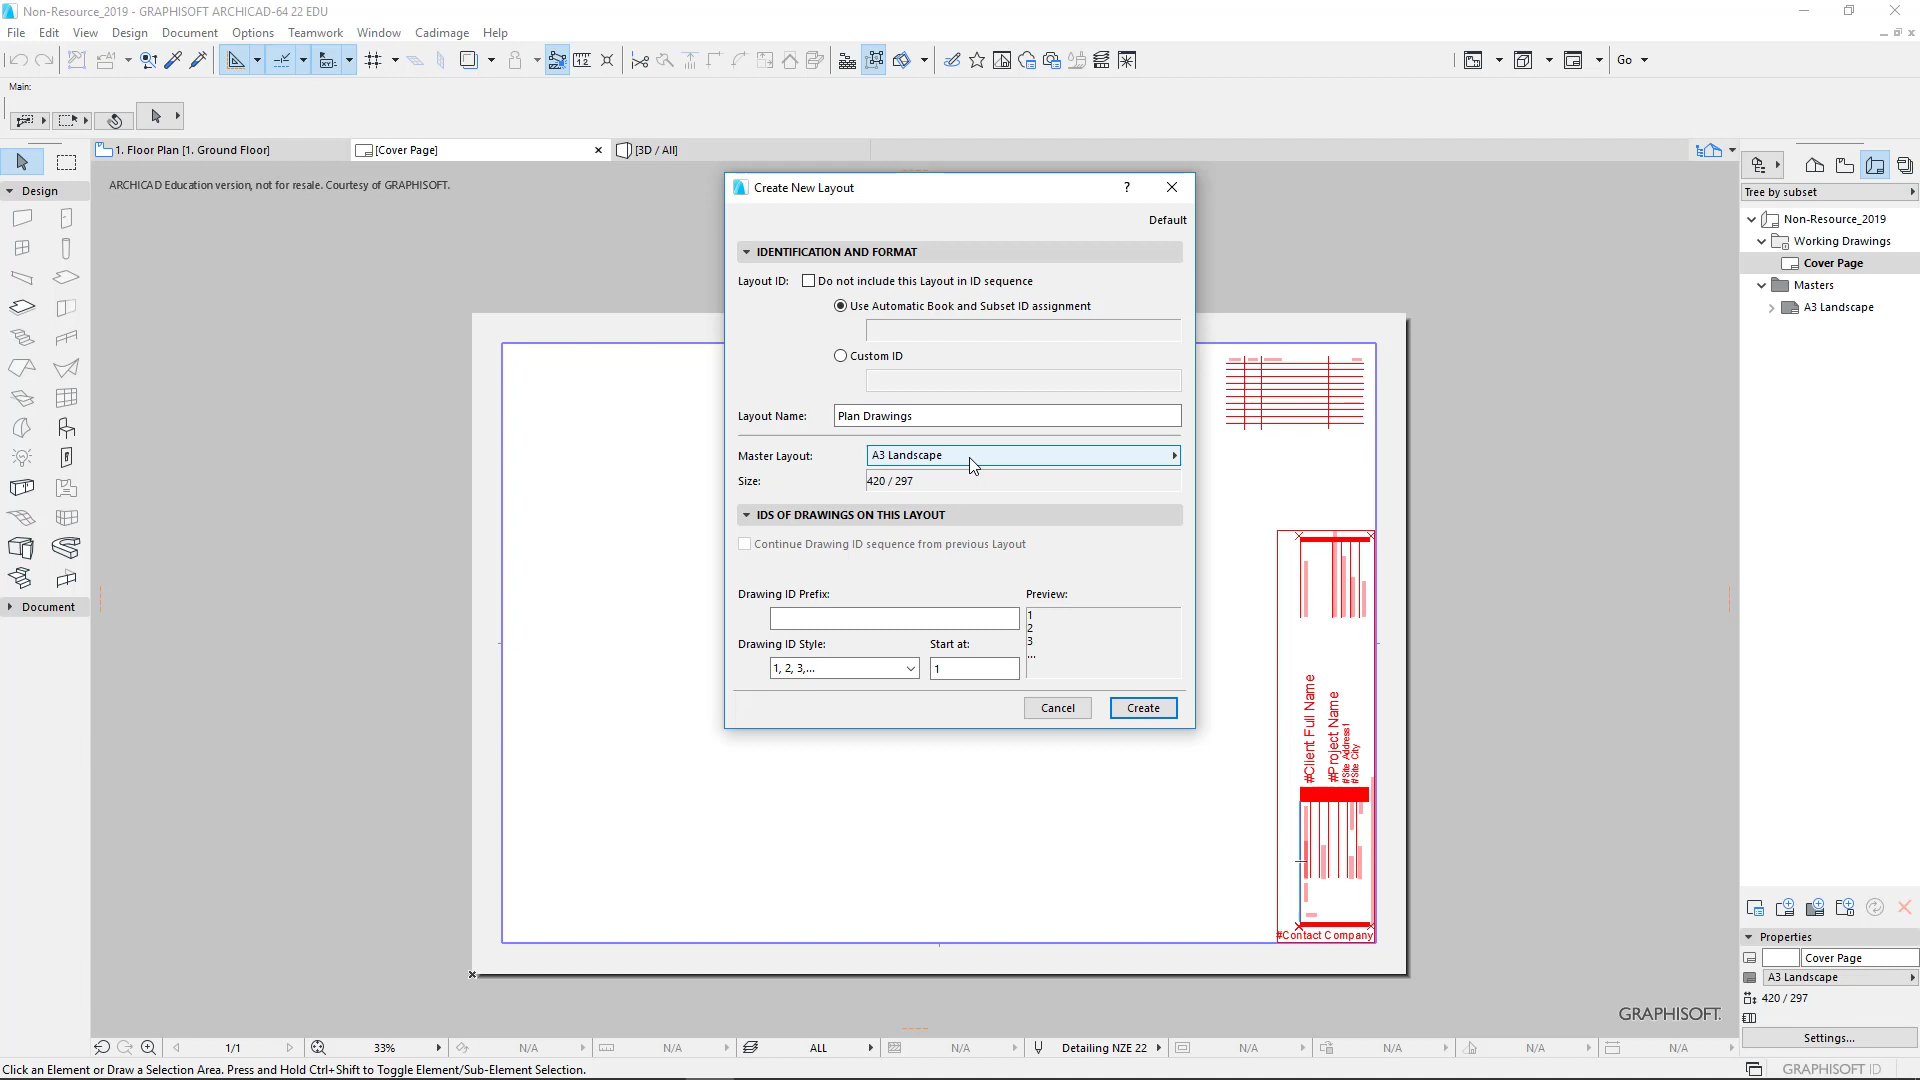 Non-Resource_2019 - GRAPHISOFT ARCHICAD-64 22 EDU
File Edit View Design Document Options Teamwork Window Cadimage Help
Go
Main:
1. Floor Plan [1. Ground Floor]
[Cover Page]
[3D / All]
ARCHICAD Education version, not for resale. Courtesy of GRAPHISOFT.
Design
Document
Create New Layout
?
Default
IDENTIFICATION AND FORMAT
Layout ID:
Do not include this Layout in ID sequence
Use Automatic Book and Subset ID assignment
Custom ID
Layout Name:
Plan Drawings
Master Layout:
A3 Landscape
Size:
420 / 297
IDS OF DRAWINGS ON THIS LAYOUT
Continue Drawing ID sequence from previous Layout
Drawing ID Prefix:
Preview:
1
2
3
...
Drawing ID Style:
Start at:
1, 2, 3,...
1
Cancel
Create
#Client Full Name
#Project Name
#Site Address1
#Site City
#Contact Company
Tree by subset
Non-Resource_2019
Working Drawings
Cover Page
Masters
A3 Landscape
Properties
Cover Page
A3 Landscape
420 / 297
Settings...
GRAPHISOFT.
1/1
33%
N/A
N/A
ALL
N/A
Detailing NZE 22
N/A
N/A
N/A
N/A
Click an Element or Draw a Selection Area. Press and Hold Ctrl+Shift to Toggle Element/Sub-Element Selection.
GRAPHISOFT ID